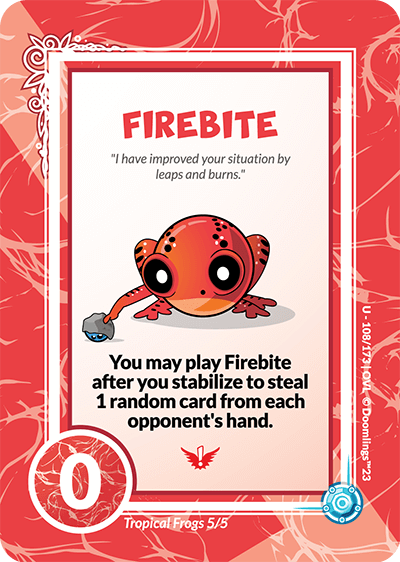 FIREBITE
"I have improved your situation by
leaps and burns."
You may play Firebite
after you stabilize to steal
1 random card from each
opponent's hand.
0
Tropical Frogs 5/5
U - 108/173 | OVL © Doomlings™ 23